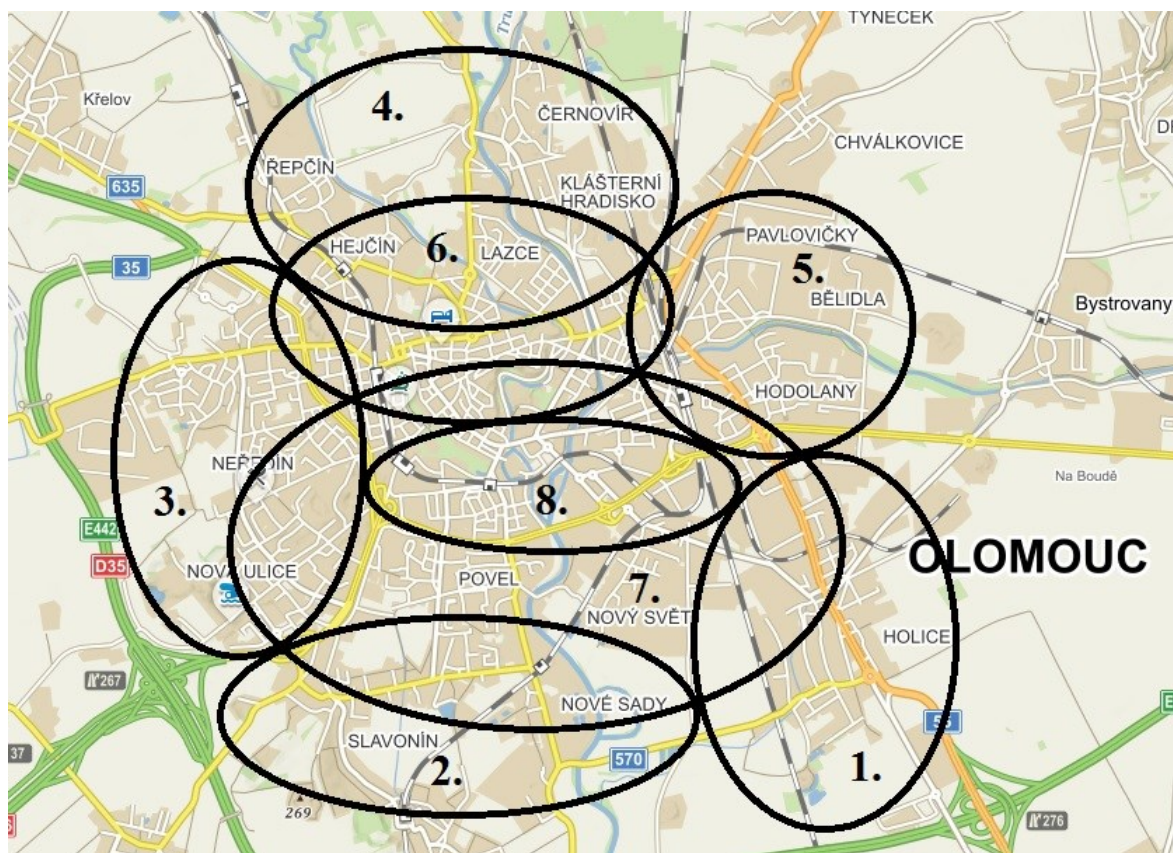 TÝNEČEK
Křelov
4.
ČERNOVÍR
CHVÁLKOVICE
ŘEPČÍN
635
KLÁŠTERNÍ
HRADISKO
HEJČÍN
6.
LAZCE
PAVLOVIČKY
35
5.
BĚLIDLA
Bystrovany
HODOLANY
NEŘEDÍN
Na Boudě
3.
8.
E442
D35
OLOMOUC
NOVÁ ULICE
POVEL
7.
NOVÝ SVĚT
HOLICE
267
NOVÉ SADY
SLAVONÍN
55
37
2.
570
1.
269
276